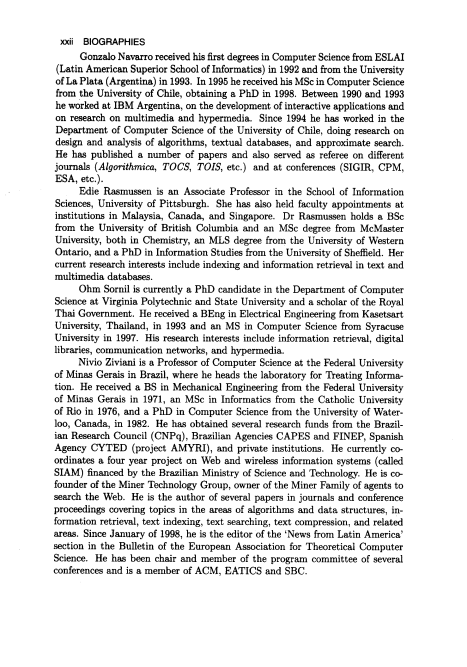 xxii BIOGRAPHIES
Gonzalo Navarro received his first degrees in Computer Science from ESLAI
(Latin American Superior School of Informatics) in 1992 and from the University
of La Plata (Argentina) in 1993. In 1995 he received his MSc in Computer Science
from the University of Chile, obtaining a PhD in 1998. Between 1990 and 1993
he worked at IBM Argentina, on the development of interactive applications and
on research on multimedia and hypermedia. Since 1994 he has worked in the
Department of Computer Science of the University of Chile, doing research on
design and analysis of algorithms, textual databases, and approximate search.
He has published a number of papers and also served as referee on different
journals (Algorithmica, TOCS, TOIS, etc.) and at conferences (SIGIR, CPM,
ESA, etc.).
Edie Rasmussen is an Associate Professor in the School of Information
Sciences, University of Pittsburgh. She has also held faculty appointments at
institutions in Malaysia, Canada, and Singapore. Dr Rasmussen holds a BSc
from the University of British Columbia and an MSc degree from McMaster
University, both in Chemistry, an MLS degree from the University of Western
Ontario, and a PhD in Information Studies from the University of Sheffield. Her
current research interests include indexing and information retrieval in text and
multimedia databases.
Ohm Sornil is currently a PhD candidate in the Department of Computer
Science at Virginia Polytechnic and State University and a scholar of the Royal
Thai Government. He received a BEng in Electrical Engineering from Kasetsart
University, Thailand, in 1993 and an MS in Computer Science from Syracuse
University in 1997. His research interests include information retrieval, digital
libraries, communication networks, and hypermedia.
Nivio Ziviani is a Professor of Computer Science at the Federal University
of Minas Gerais in Brazil, where he heads the laboratory for Treating Informa-
tion. He received a BS in Mechanical Engineering from the Federal University
of Minas Gerais in 1971, an MSc in Informatics from the Catholic University
of Rio in 1976, and a PhD in Computer Science from the University of Water-
loo, Canada, in 1982. He has obtained several research funds from the Brazil-
ian Research Council (CNPq), Brazilian Agencies CAPES and FINEP, Spanish
Agency CYTED (project AMYRI), and private institutions. He currently co-
ordinates a four year project on Web and wireless information systems (called
SIAM) financed by the Brazilian Ministry of Science and Technology. He is co-
founder of the Miner Technology Group, owner of the Miner Family of agents to
search the Web. He is the author of several papers in journals and conference
proceedings covering topics in the areas of algorithms and data structures, in-
formation retrieval, text indexing, text searching, text compression, and related
areas. Since January of 1998, he is the editor of the 'News from Latin America'
section in the Bulletin of the European Association for Theoretical Computer
Science. He has been chair and member of the program committee of several
conferences and is a member of ACM, EATICS and SBC.